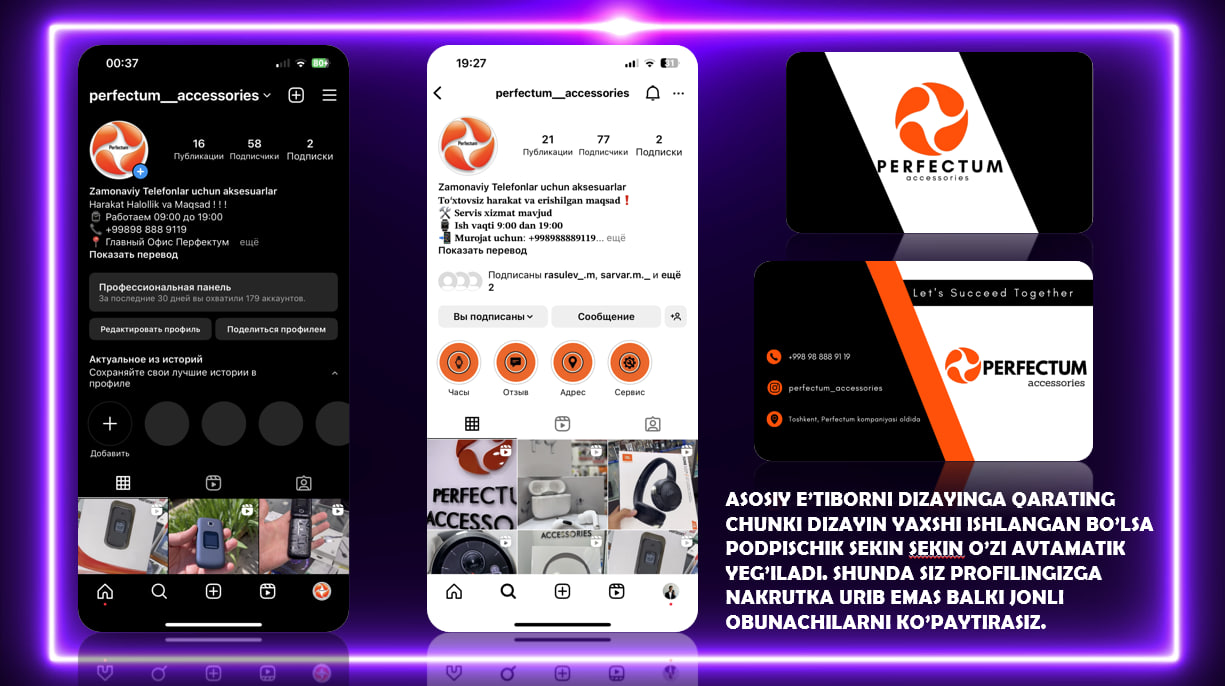 00:37
80
perfectum__accessories
Perfectum
16
58
2
Публикации
Подписчики
Подписки
Zamonaviy Telefonlar uchun aksesuarlar
Harakat Halollik va Maqsad ! ! !
Работаем 09:00 до 19:00
+99898 888 9119
Главный Офис Перфектум ещё
Показать перевод
Профессиональная панель
За последние 30 дней вы охватили 179 аккаунтов.
Редактировать профиль
Поделиться профилем
Актуальное из историй
Сохраняйте свои лучшие истории в
профиле
Добавить
19:27
31
perfectum__accessories
Perfectum
21
77
2
Публикации
Подписчики
Подписки
Zamonaviy Telefonlar uchun aksesuarlar
To‘xtovsiz harakat va erishilgan maqsad❗
Servis xizmat mavjud
Ish vaqti 9:00 dan 19:00
Murojat uchun: +998988889119... ещё
Показать перевод
Подписаны rasulev_.m, sarvar.m._ и ещё
2
Вы подписаны
Сообщение
Часы
Отзыв
Адрес
Сервис
PERFECTU
ACCESSO
JBL
ACCESSORIES
PERFECTUM
accessories
Let's Succeed Together
+998 98 888 91 19
perfectum_accessories
Toshkent, Perfectum kompaniyasi oldida
PERFECTUM
accessories
ASOSIY E’TIBORNI DIZAYINGA QARATING
CHUNKI DIZAYIN YAXSHI ISHLANGAN BO’LSA
PODPISCHIK SEKIN SEKIN O’ZI AVTAMATIK
YEG’ILADI. SHUNDA SIZ PROFILINGIZGA
NAKRUTKA URIB EMAS BALKI JONLI
OBUNACHILARNI KO’PAYTIRASIZ.